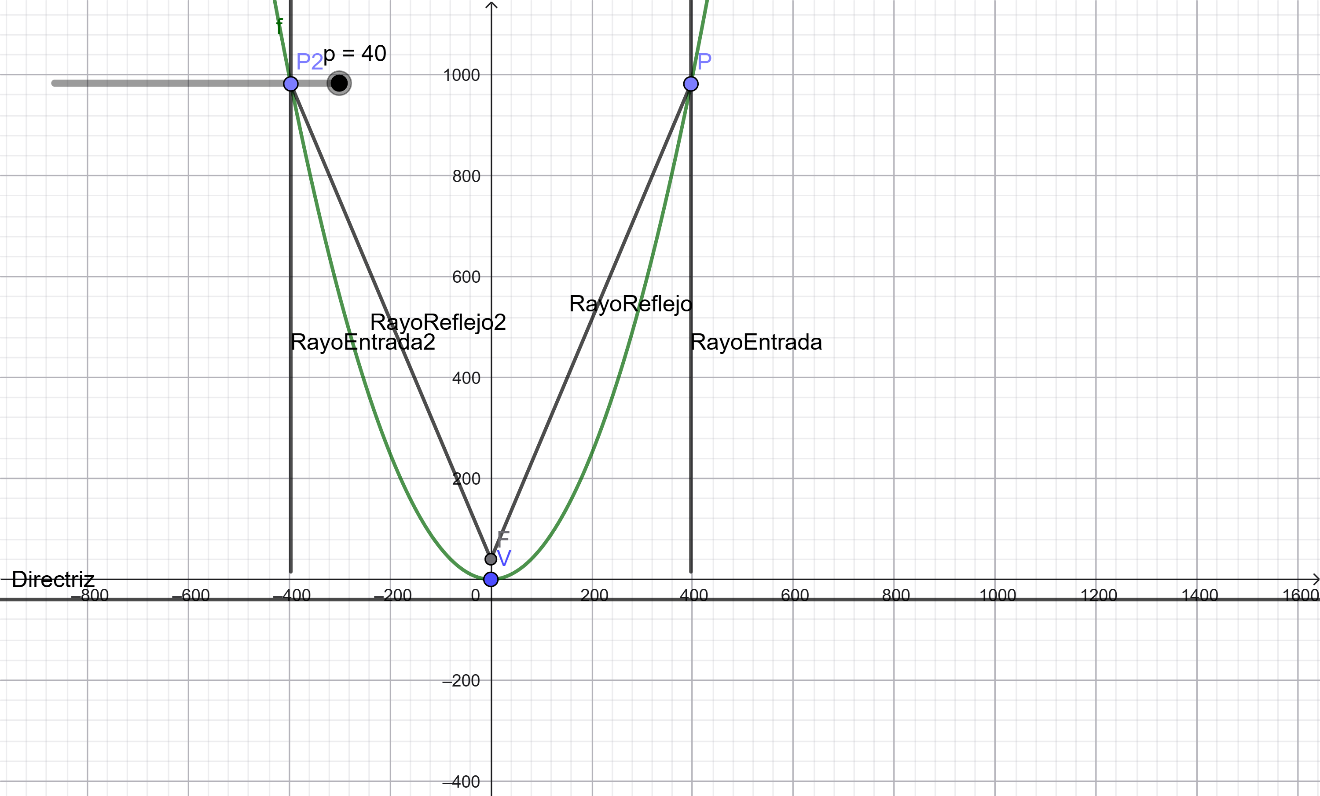 f
p = 40
P2
P
1000
800
600
RayoReflejo
RayoReflejo2
RayoEntrada2
RayoEntrada
400
200
F
V
Directriz
–800
–600
–400
–200
0
200
400
600
800
1000
1200
1400
1600
–200
–400